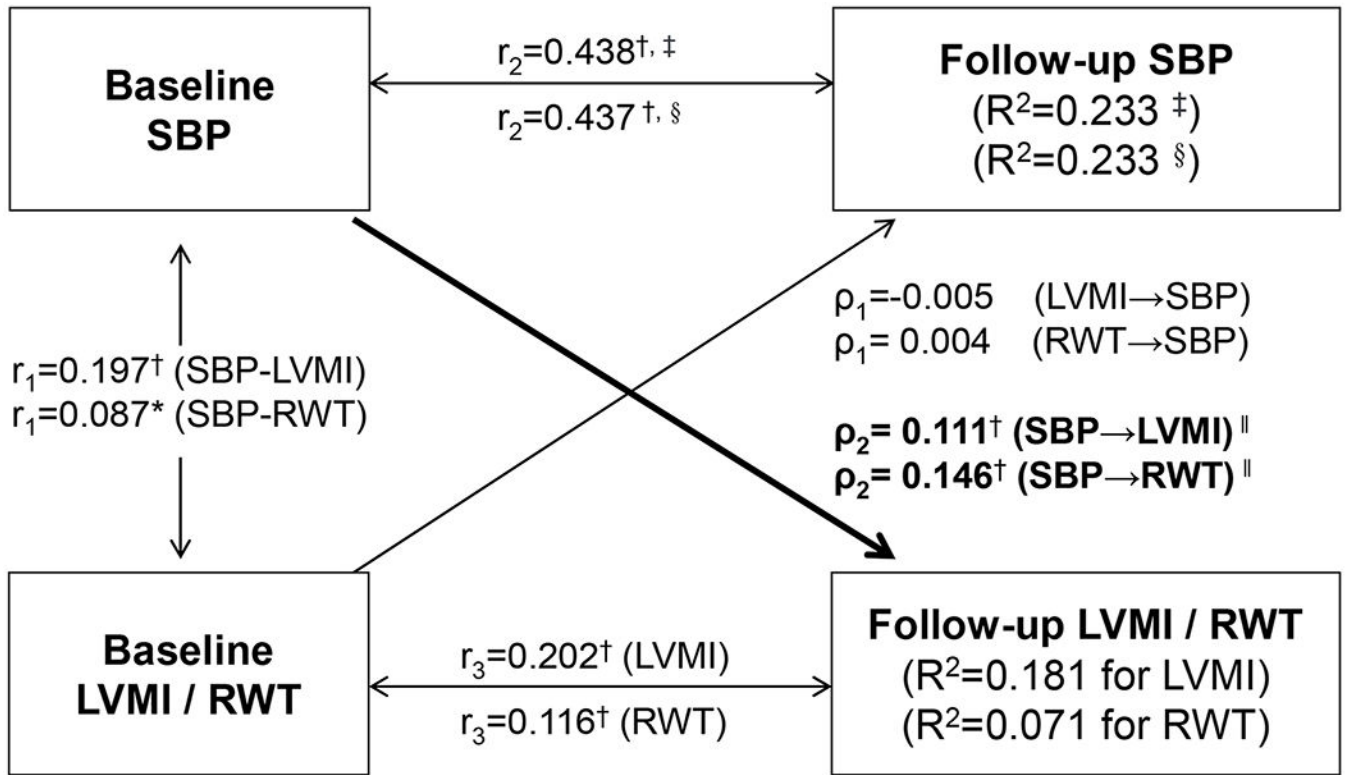 Baseline
SBP
r₂=0.438†, ‡
r₂=0.437 †, §
Follow-up SBP
(R²=0.233 ‡)
(R²=0.233 §)
r₁=0.197† (SBP-LVMI)
r₁=0.087* (SBP-RWT)
ρ₁=-0.005 (LVMI→SBP)
ρ₁= 0.004 (RWT→SBP)
ρ₂= 0.111† (SBP→LVMI) ‖
ρ₂= 0.146† (SBP→RWT) ‖
Baseline
LVMI / RWT
r₃=0.202† (LVMI)
r₃=0.116† (RWT)
Follow-up LVMI / RWT
(R²=0.181 for LVMI)
(R²=0.071 for RWT)